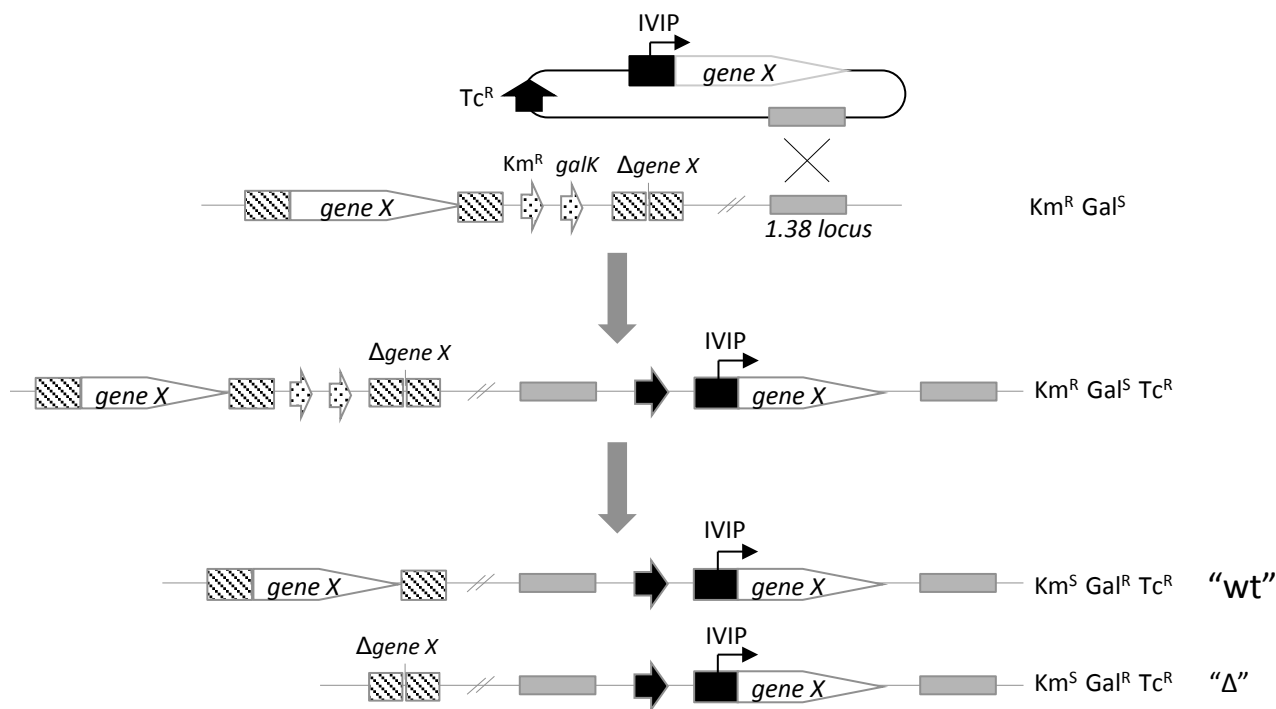 IVIP
gene X
Tc^R
Km^R galK Δgene X
gene X
1.38 locus
Km^R Gal^S
Δgene X IVIP
gene X gene X
Km^R Gal^S Tc^R
IVIP
gene X gene X
Km^S Gal^R Tc^R “wt”
Δgene X IVIP
gene X
Km^S Gal^R Tc^R “Δ”